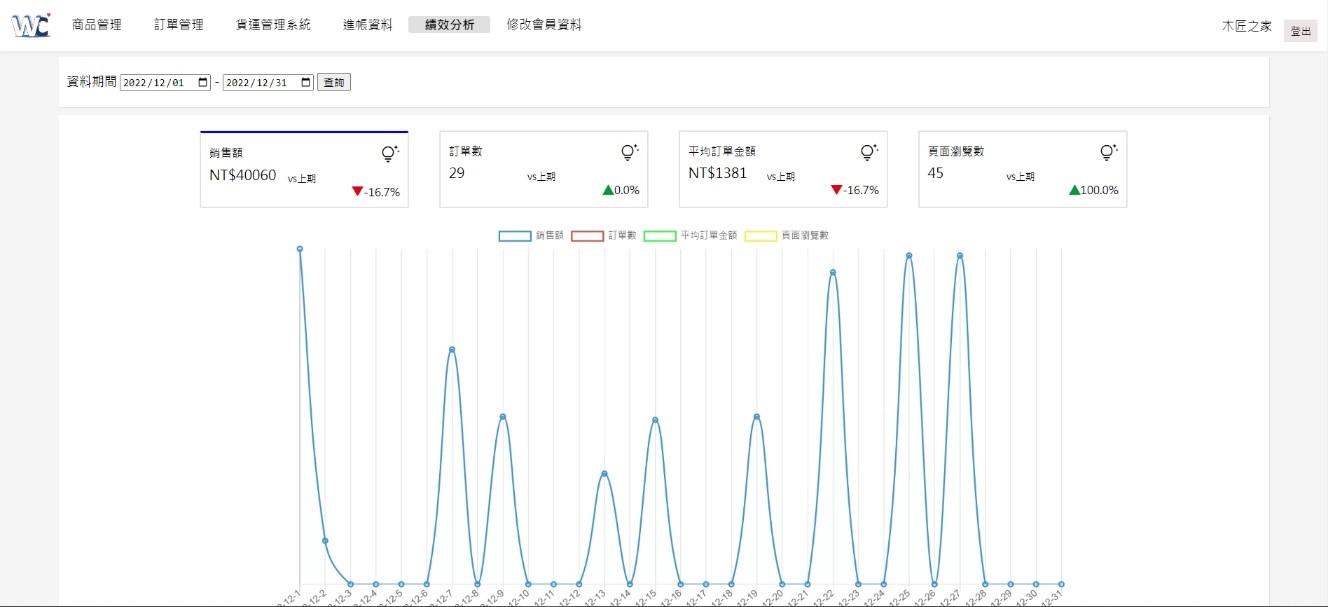 WC 商品管理 訂單管理 貨運管理系統 進帳資料 績效分析 修改會員資料 木匠之家 登出
資料期間 2022/12/01 - 2022/12/31 查詢
銷售額 訂單數 平均訂單金額 頁面瀏覽數
NT$40060 vs上期 29 vs上期 NT$1381 vs上期 45 vs上期
-16.7% 0.0% -16.7% 100.0%
銷售額 訂單數 平均訂單金額 頁面瀏覽數
2-12-1 12-2 12-3 12-4 12-5 12-6 12-7 12-8 12-9 12-10 12-11 12-12 12-13 12-14 12-15 12-16 12-17 12-18 12-19 12-20 12-21 12-22 12-23 12-24 12-25 12-26 12-27 12-28 12-29 12-30 12-31